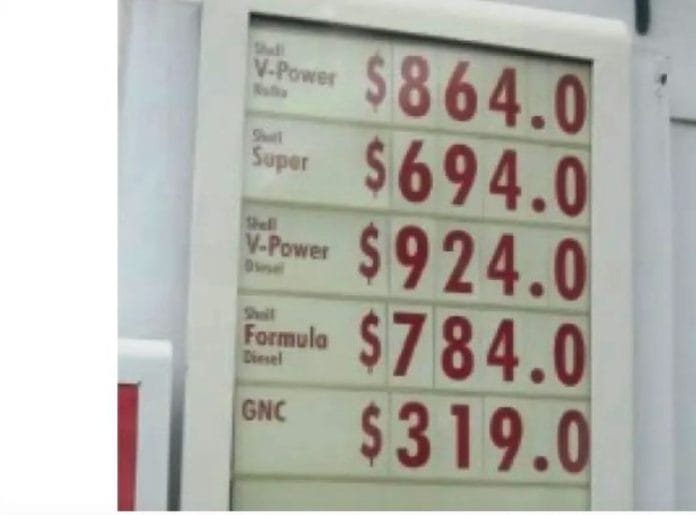 Shell
V-Power
Nafta
$864.0
Shell
Super
$694.0
Shell
V-Power
Diesel
$924.0
Shell
Formula
Diesel
$784.0
GNC
$319.0